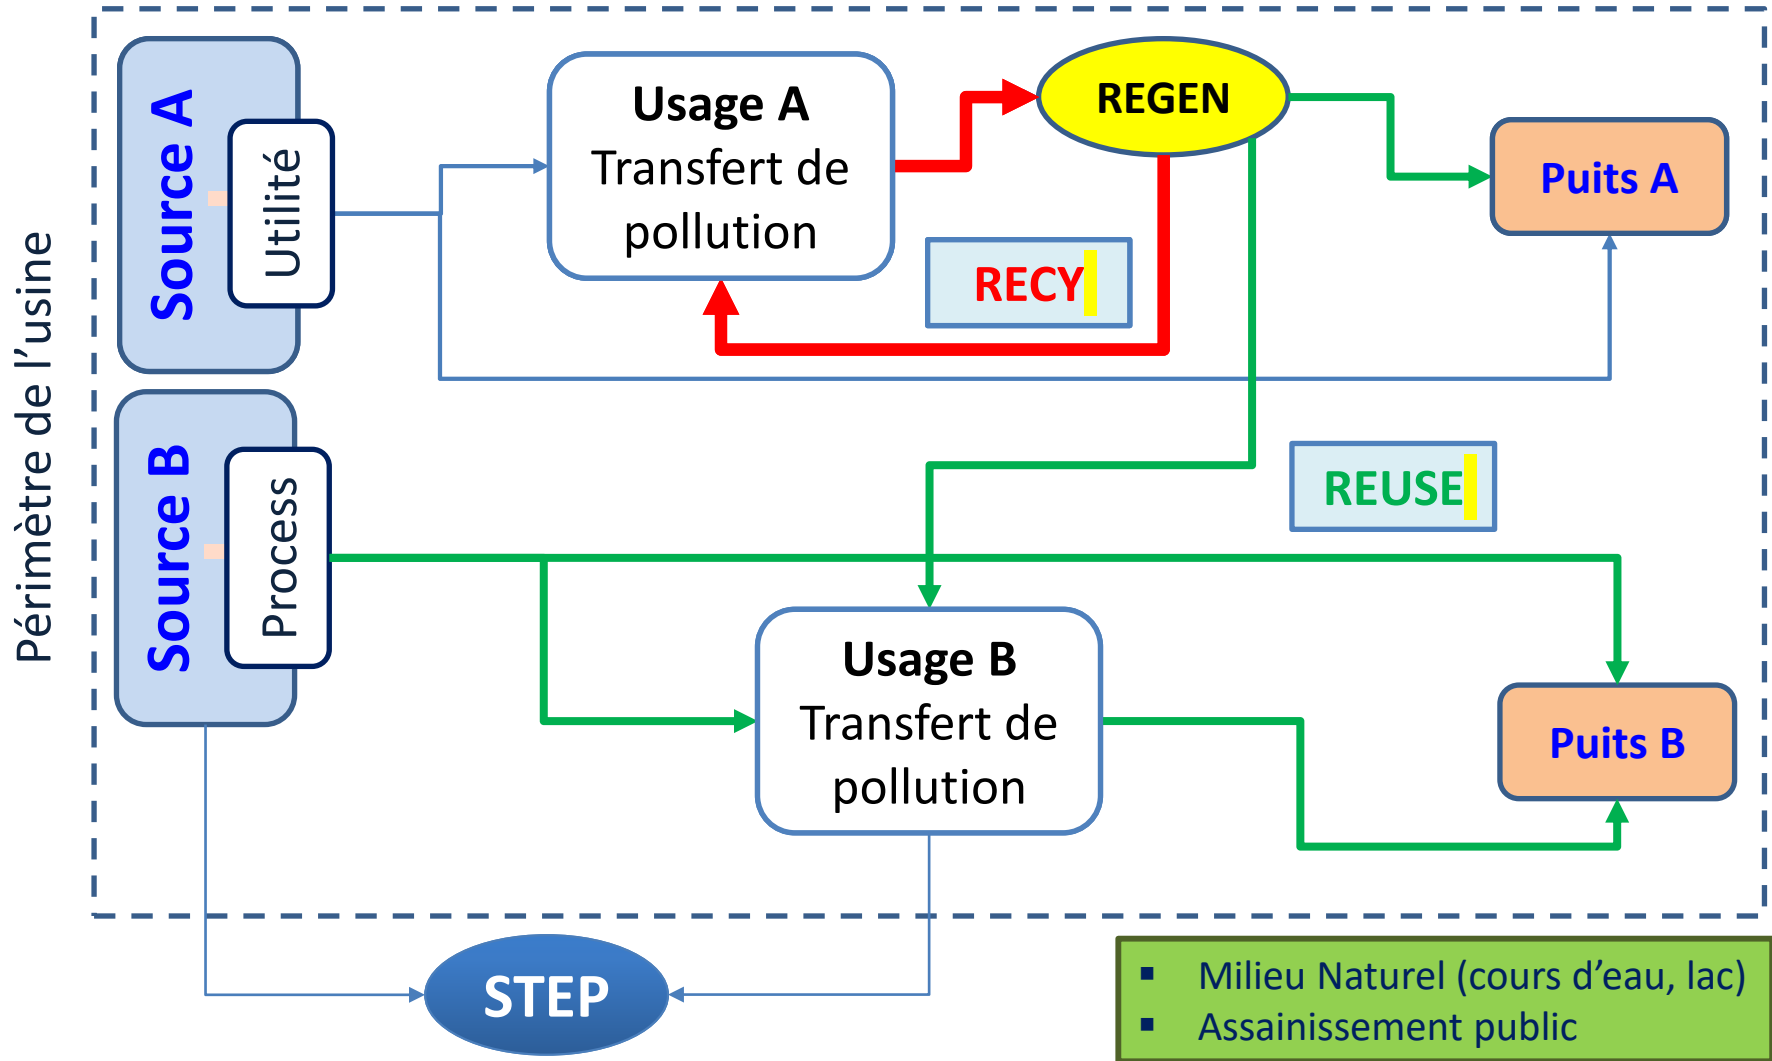 Périmètre de l’usine
Source A
Utilité
Usage A
Transfert de
pollution
REGEN
Puits A
RECY
Source B
Process
REUSE
Usage B
Transfert de
pollution
Puits B
STEP
▪ Milieu Naturel (cours d’eau, lac)
▪ Assainissement public